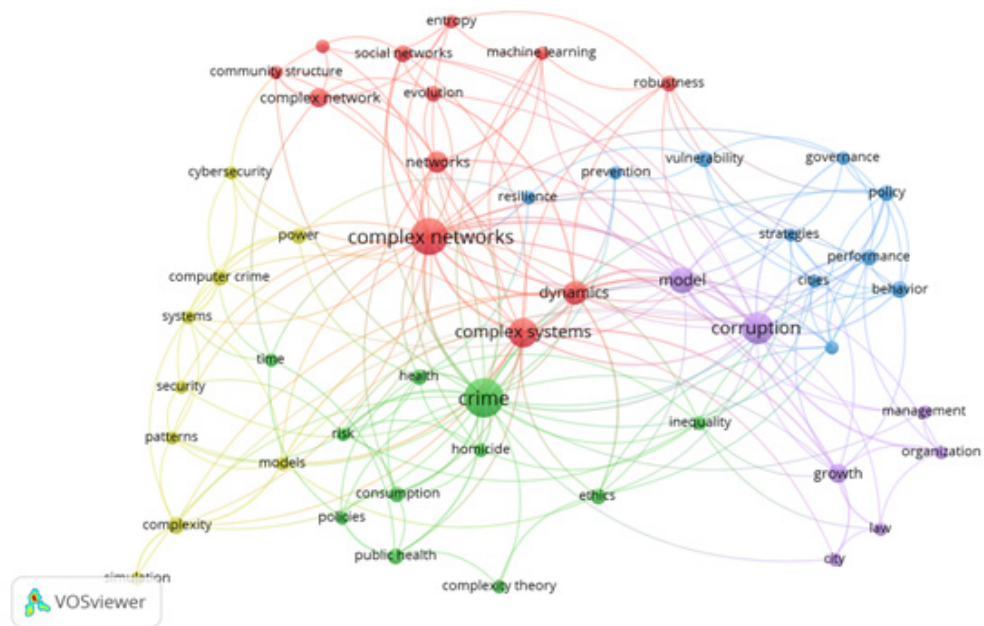 entropy
social networks
machine learning
community structure
robustness
complex network
evolution
networks
vulnerability
governance
cybersecurity
prevention
resilience
policy
power
complex networks
strategies
performance
computer crime
model
cities
behavior
dynamics
systems
complex systems
corruption
time
health
security
crime
management
inequality
patterns
risk
homicide
organization
models
growth
consumption
ethics
policies
complexity
law
public health
city
simulation
complexity theory
VOSviewer